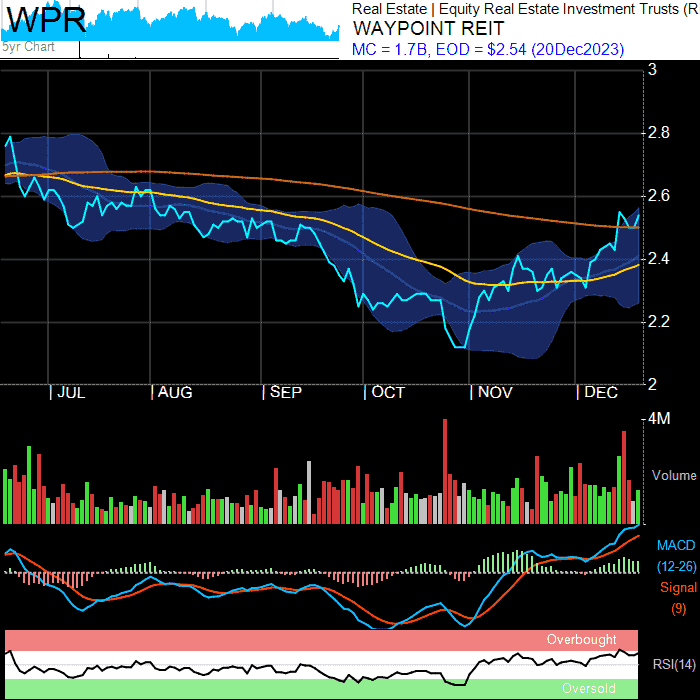 WPR
Real Estate | Equity Real Estate Investment Trusts (R
WAYPOINT REIT
5yr Chart
MC = 1.7B, EOD = $2.54 (20Dec2023)
3
2.8
2.6
2.4
2.2
2
| JUL | AUG | SEP | OCT | NOV | DEC
4M
Volume
MACD
(12-26)
Signal
(9)
Overbought
RSI(14)
Oversold